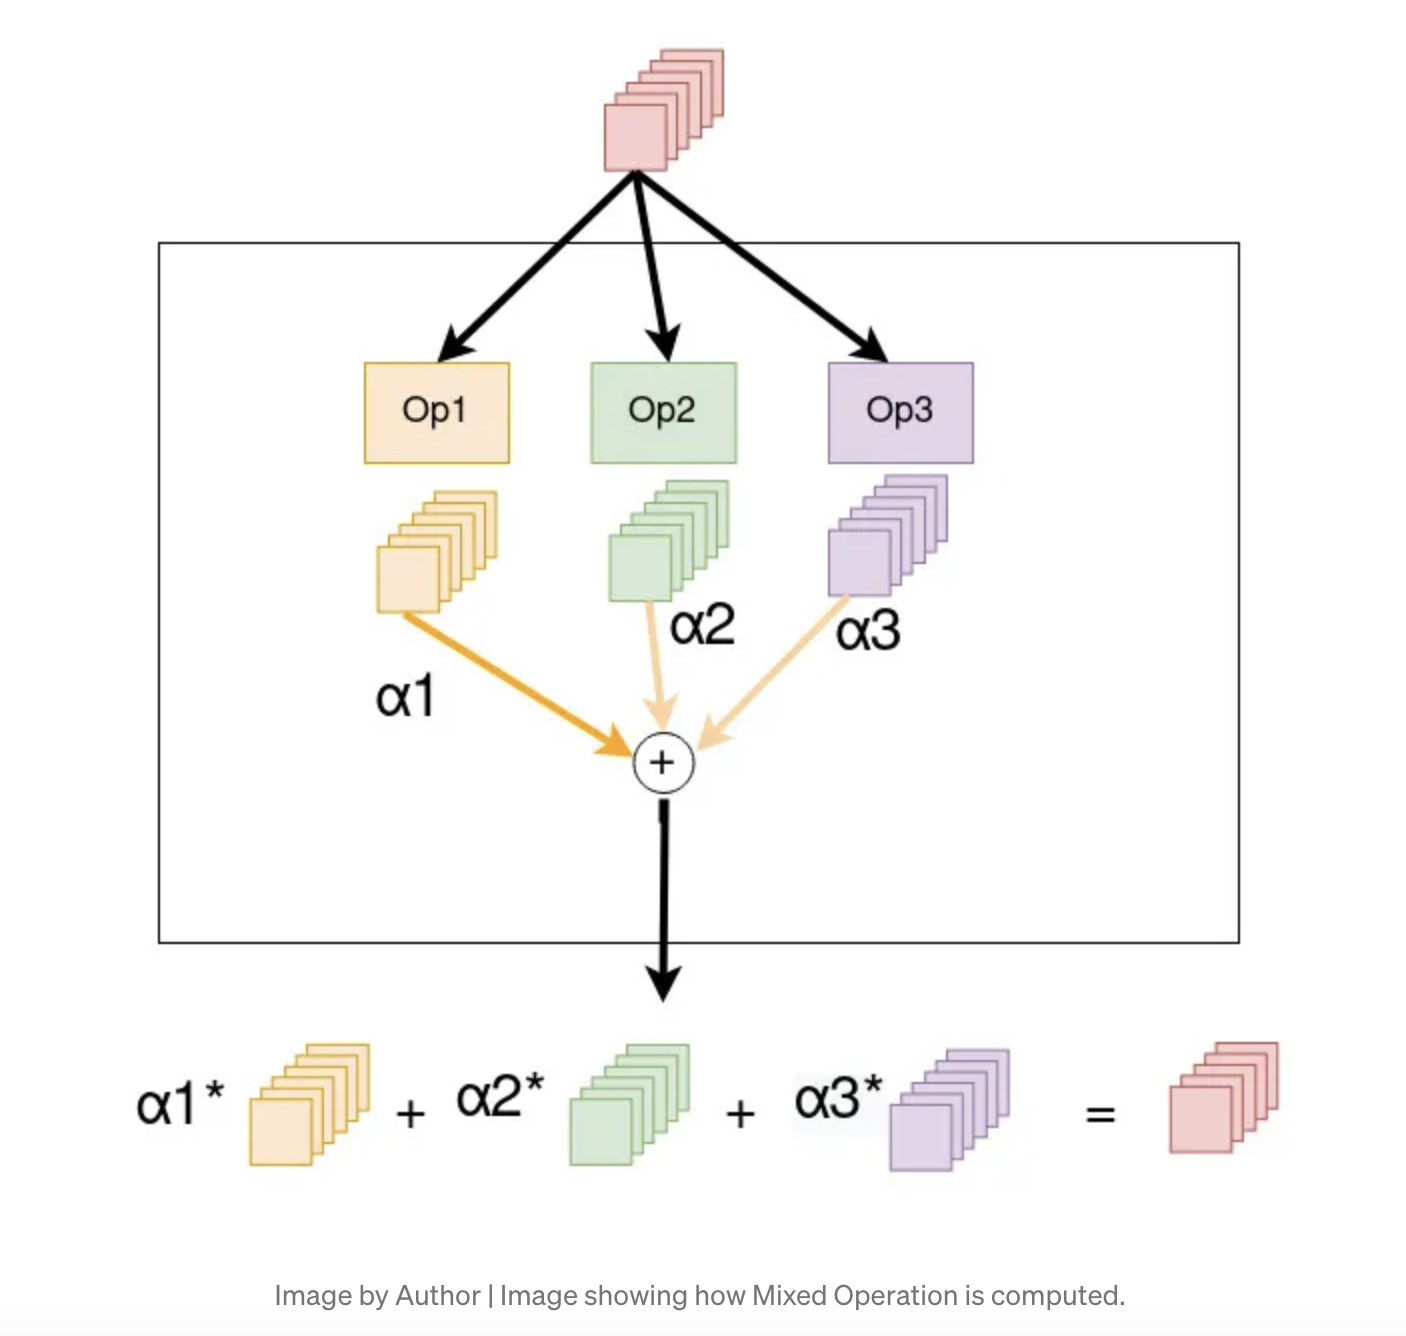 Op1 Op2 Op3
α2
α3
α1
+
α1* + α2* + α3* =
Image by Author | Image showing how Mixed Operation is computed.